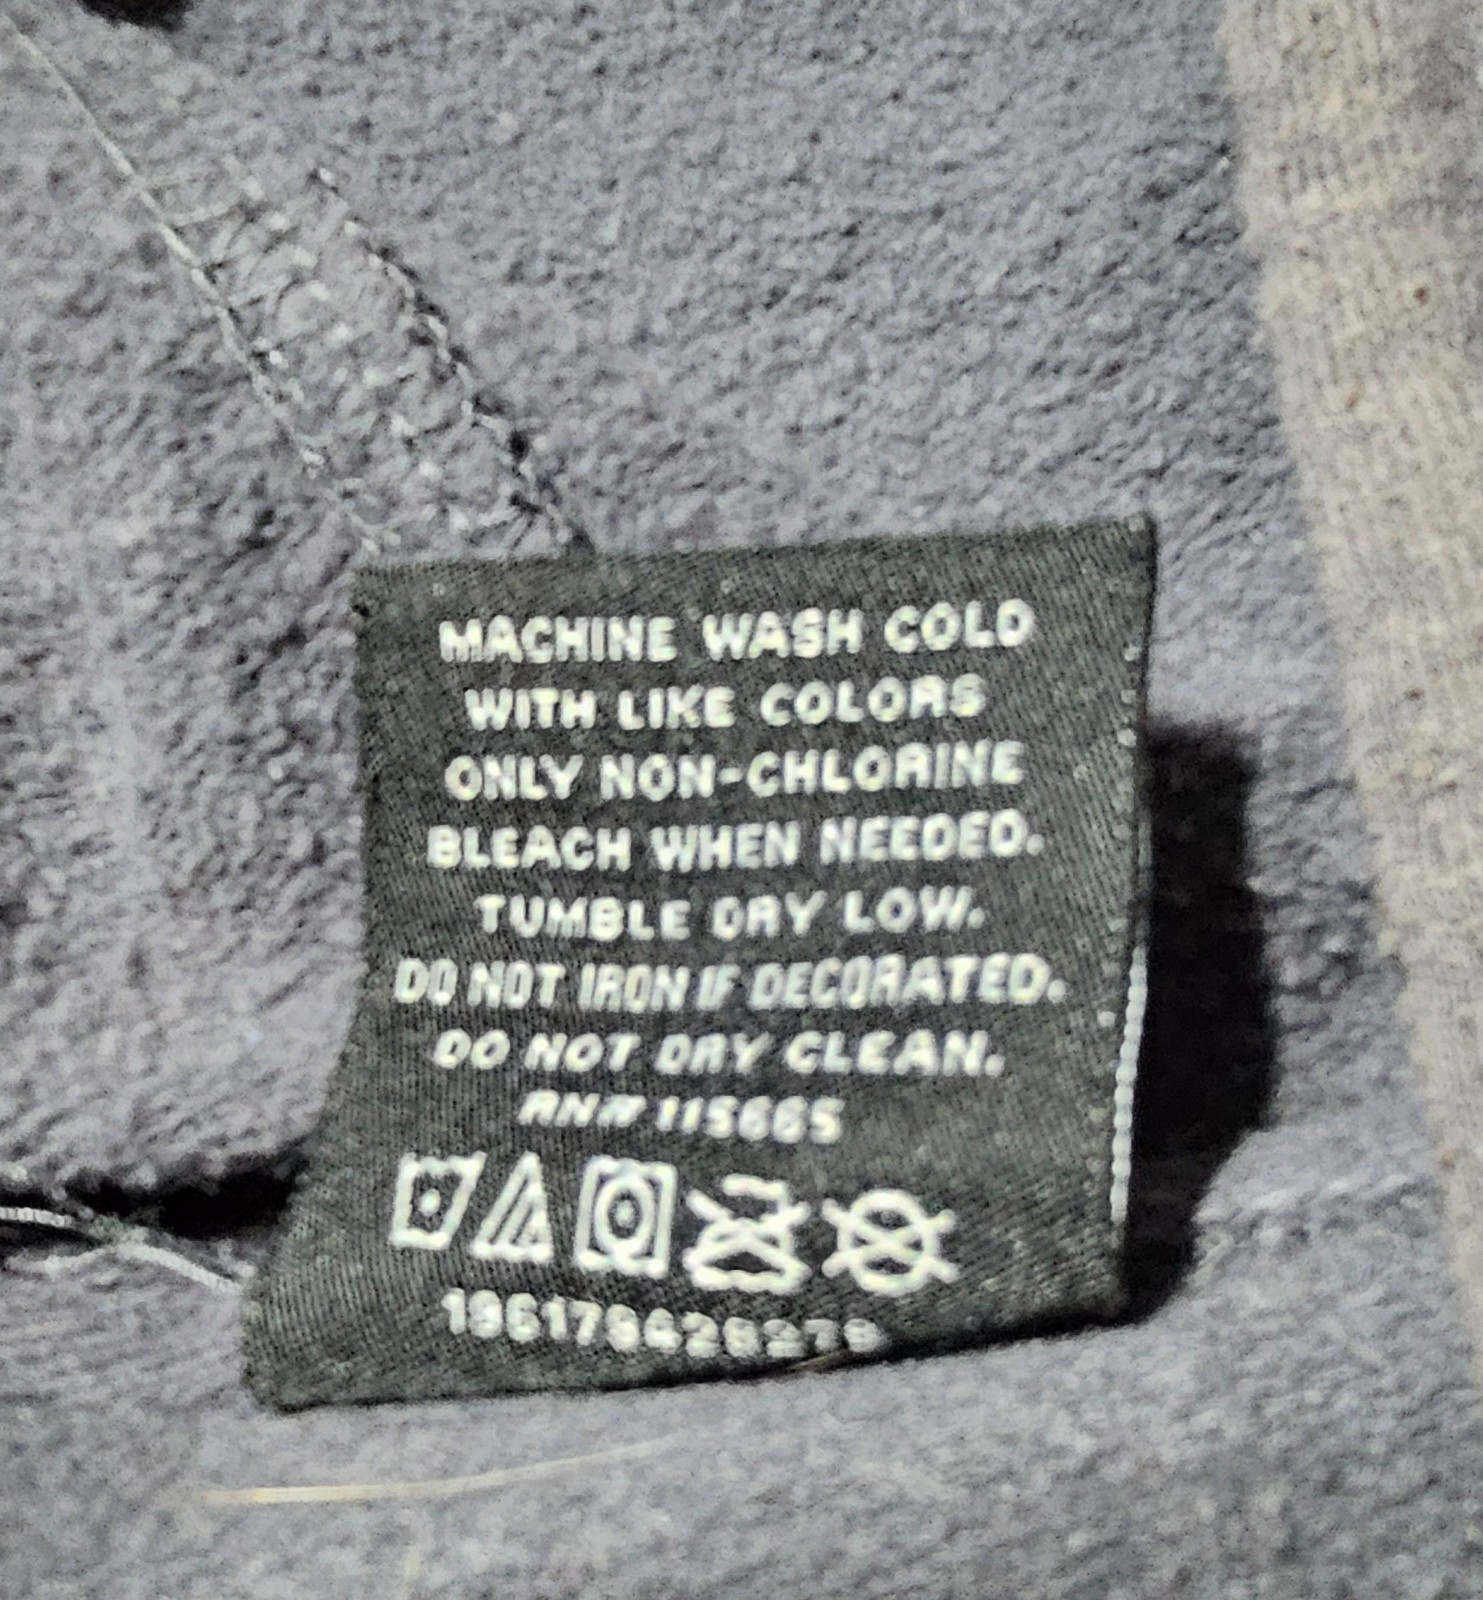 MACHINE WASH COLD
WITH LIKE COLORS
ONLY NON-CHLORINE
BLEACH WHEN NEEDED.
TUMBLE DRY LOW.
DO NOT IRON IF DECORATED.
DO NOT DRY CLEAN.
RN# 115665